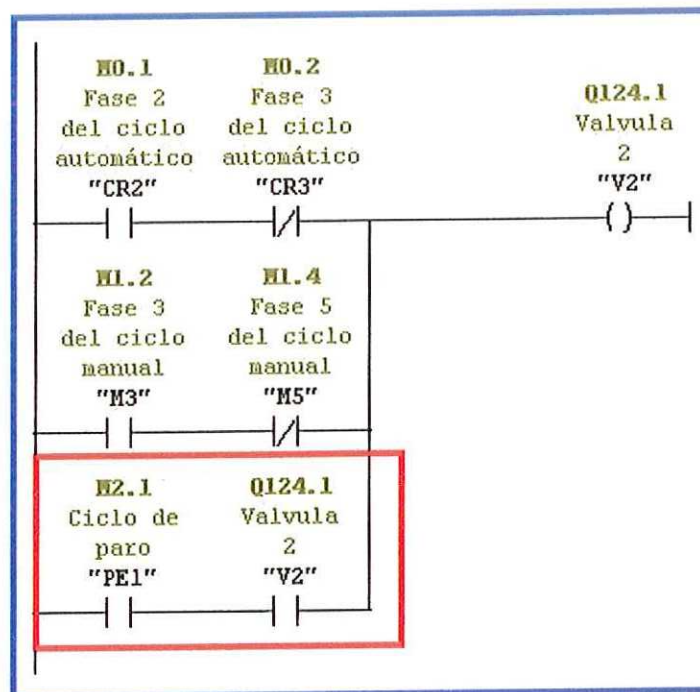 M0.1
Fase 2
del ciclo
automático
"CR2"
M0.2
Fase 3
del ciclo
automático
"CR3"
Q124.1
Valvula
2
"V2"
M1.2
Fase 3
del ciclo
manual
"M3"
M1.4
Fase 5
del ciclo
manual
"M5"
M2.1
Ciclo de
paro
"PE1"
Q124.1
Valvula
2
"V2"